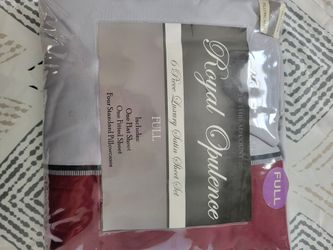 Royal Opulence
6 Piece Luxury Satin Sheet Set
FULL
Includes
One Flat Sheet
One Fitted Sheet
Four Standard Pillowcases
FULL